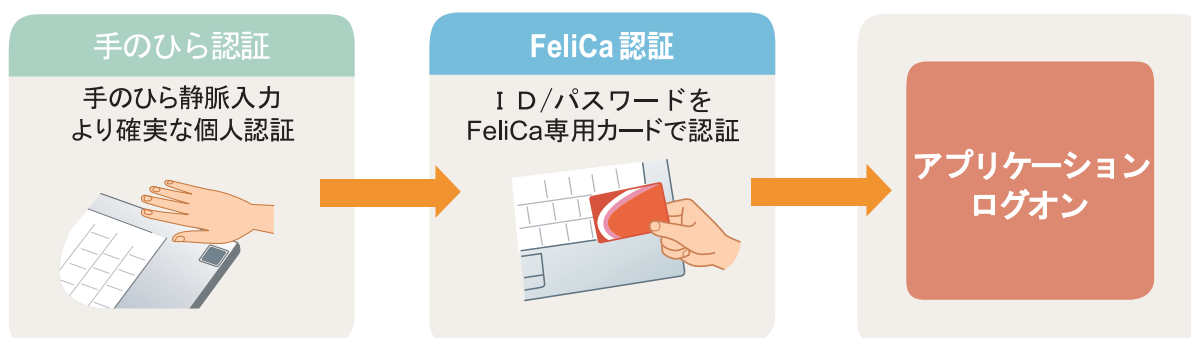 手のひら認証
手のひら静脈入力
より確実な個人認証
FeliCa 認証
ＩＤ/パスワードを
FeliCa専用カードで認証
アプリケーション
ログオン